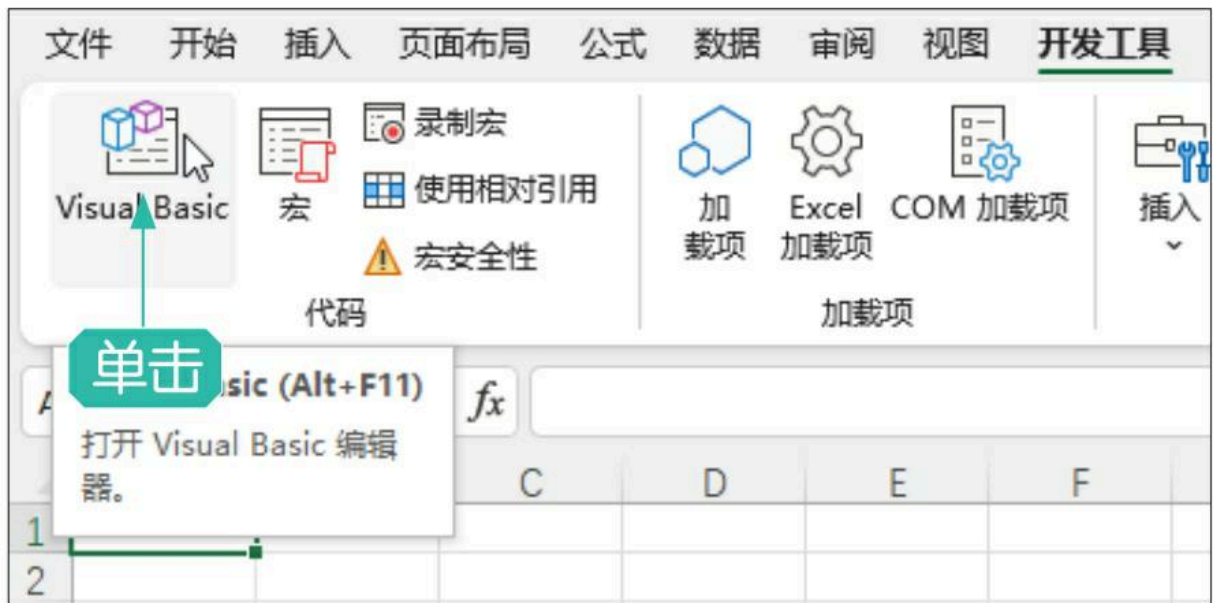 文件 开始 插入 页面布局 公式 数据 审阅 视图 开发工具
Visual Basic
宏
录制宏
使用相对引用
宏安全性
代码
加
载项
Excel
加载项
COM 加载项
加载项
插入
单击
(Alt+F11)
打开 Visual Basic 编辑
器。
fx
C D E F
1
2